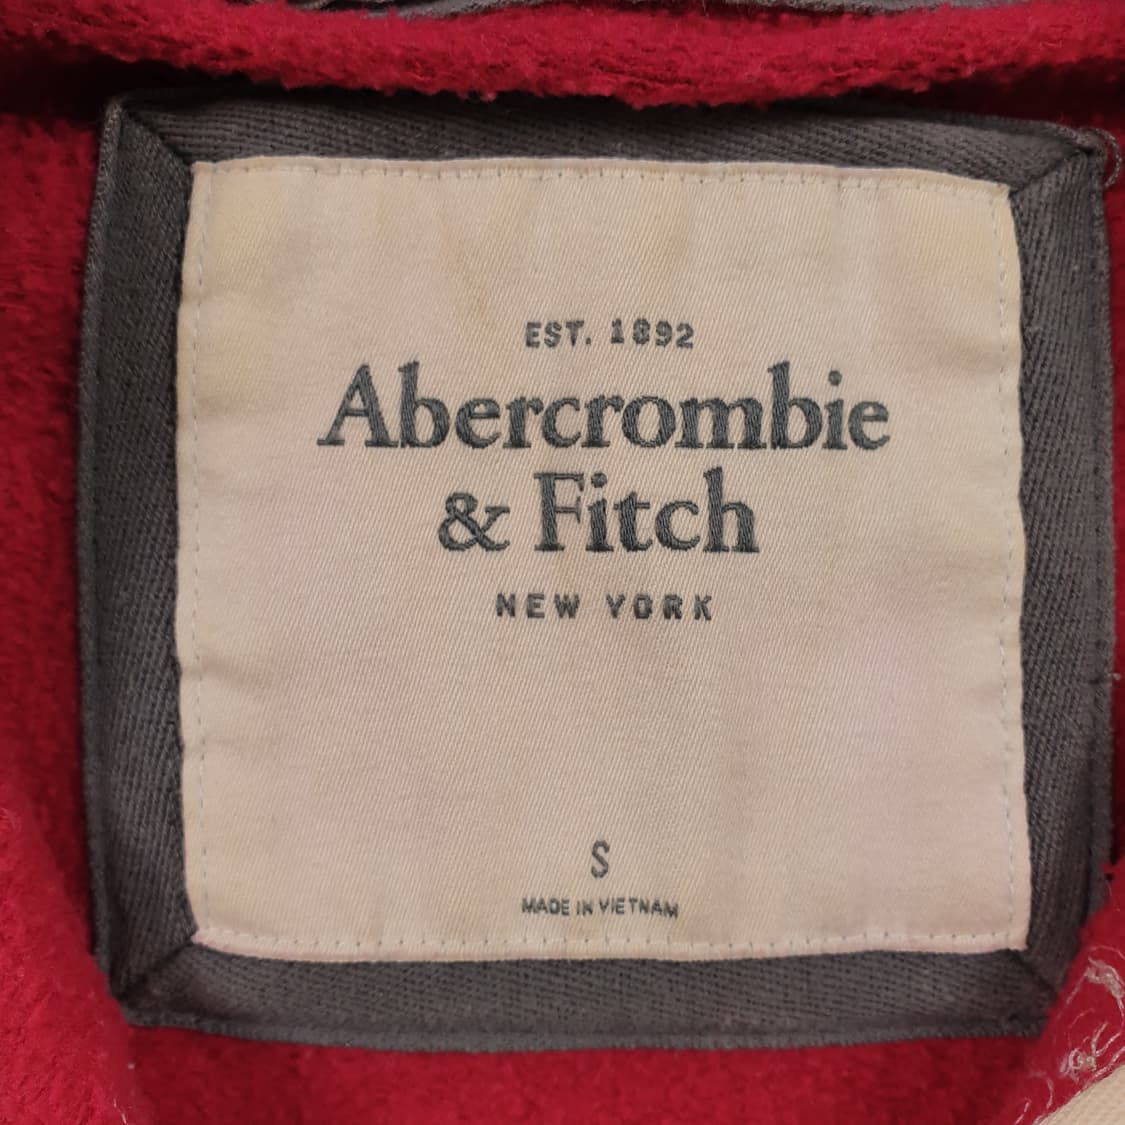 EST. 1892
Abercrombie
& Fitch
NEW YORK
S
MADE IN VIETNAM